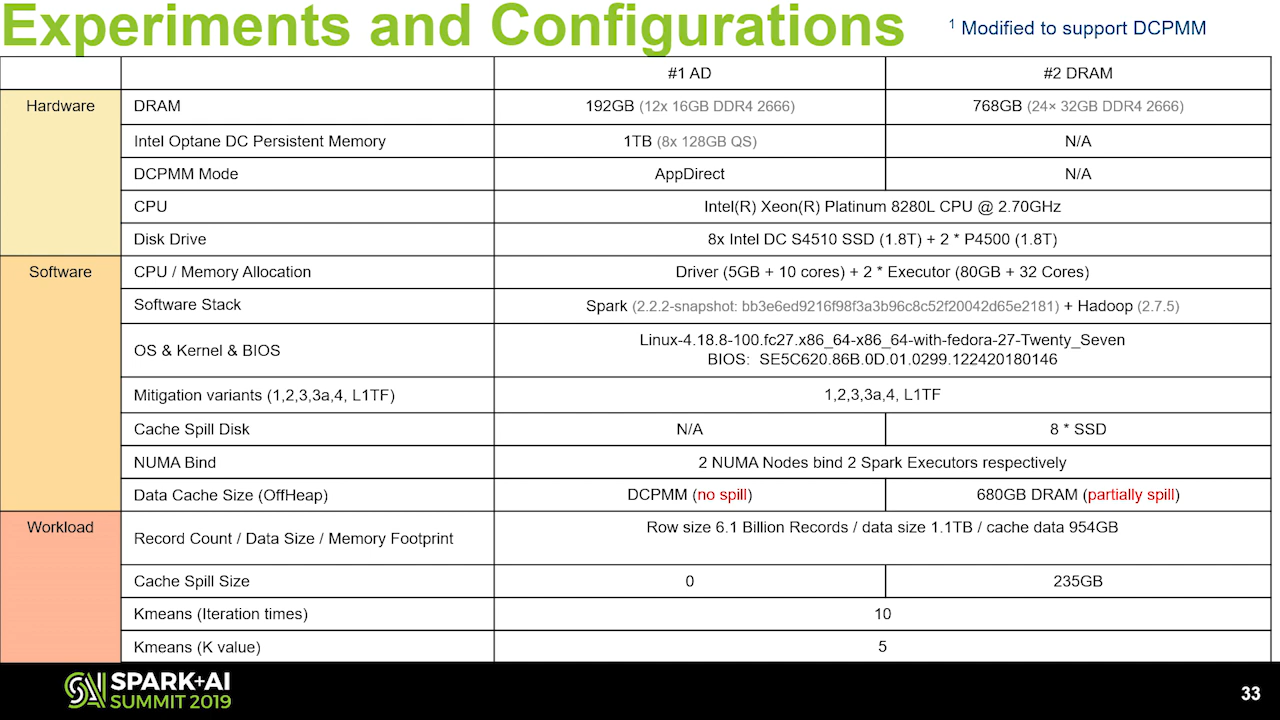 Experiments and Configurations
¹ Modified to support DCPMM
#1 AD #2 DRAM
Hardware DRAM 192GB (12x 16GB DDR4 2666) 768GB (24× 32GB DDR4 2666)
Intel Optane DC Persistent Memory 1TB (8x 128GB QS) N/A
DCPMM Mode AppDirect N/A
CPU Intel(R) Xeon(R) Platinum 8280L CPU @ 2.70GHz
Disk Drive 8x Intel DC S4510 SSD (1.8T) + 2 * P4500 (1.8T)
Software CPU / Memory Allocation Driver (5GB + 10 cores) + 2 * Executor (80GB + 32 Cores)
Software Stack Spark (2.2.2-snapshot: bb3e6ed9216f98f3a3b96c8c52f20042d65e2181) + Hadoop (2.7.5)
OS & Kernel & BIOS Linux-4.18.8-100.fc27.x86_64-x86_64-with-fedora-27-Twenty_Seven
BIOS: SE5C620.86B.0D.01.0299.122420180146
Mitigation variants (1,2,3,3a,4, L1TF) 1,2,3,3a,4, L1TF
Cache Spill Disk N/A 8 * SSD
NUMA Bind 2 NUMA Nodes bind 2 Spark Executors respectively
Data Cache Size (OffHeap) DCPMM (no spill) 680GB DRAM (partially spill)
Workload Record Count / Data Size / Memory Footprint Row size 6.1 Billion Records / data size 1.1TB / cache data 954GB
Cache Spill Size 0 235GB
Kmeans (Iteration times) 10
Kmeans (K value) 5
SPARK+AI
SUMMIT 2019
33